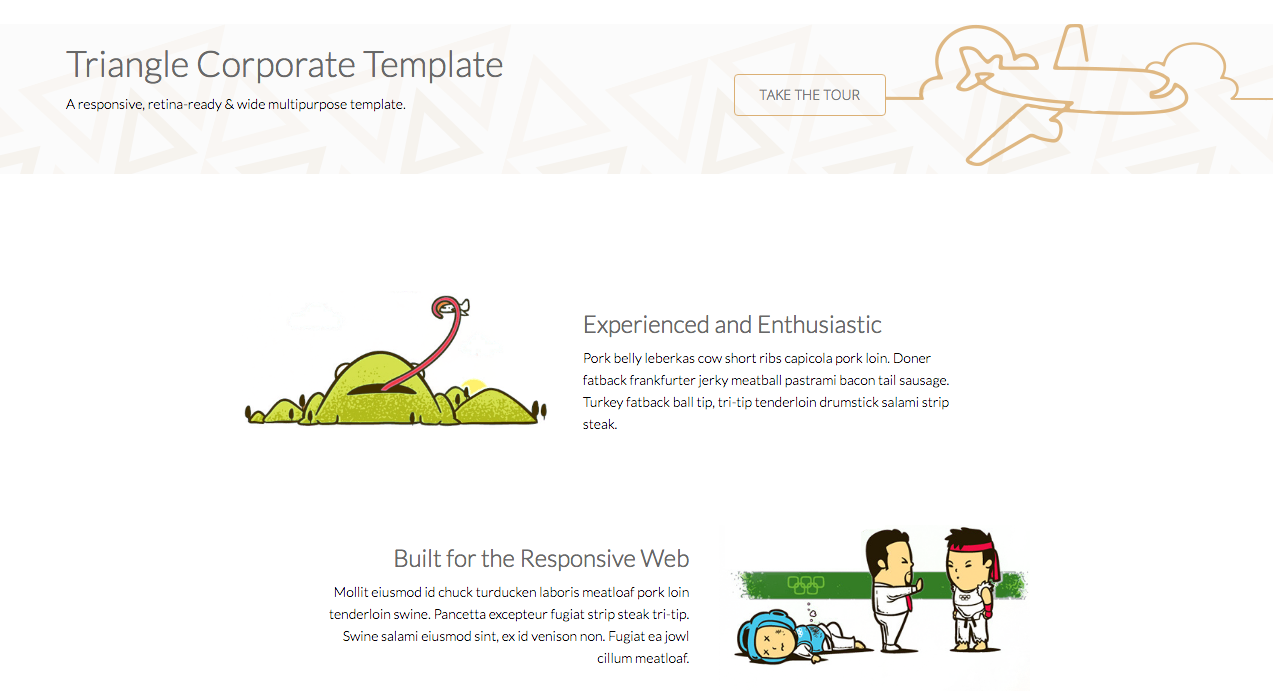 Triangle Corporate Template
A responsive, retina-ready & wide multipurpose template.
TAKE THE TOUR
Experienced and Enthusiastic
Pork belly leberkas cow short ribs capicola pork loin. Doner
fatback frankfurter jerky meatball pastrami bacon tail sausage.
Turkey fatback ball tip, tri-tip tenderloin drumstick salami strip
steak.
Built for the Responsive Web
Mollit eiusmod id chuck turducken laboris meatloaf pork loin
tenderloin swine. Pancetta excepteur fugiat strip steak tri-tip.
Swine salami eiusmod sint, ex id venison non. Fugiat ea jowl
cillum meatloaf.